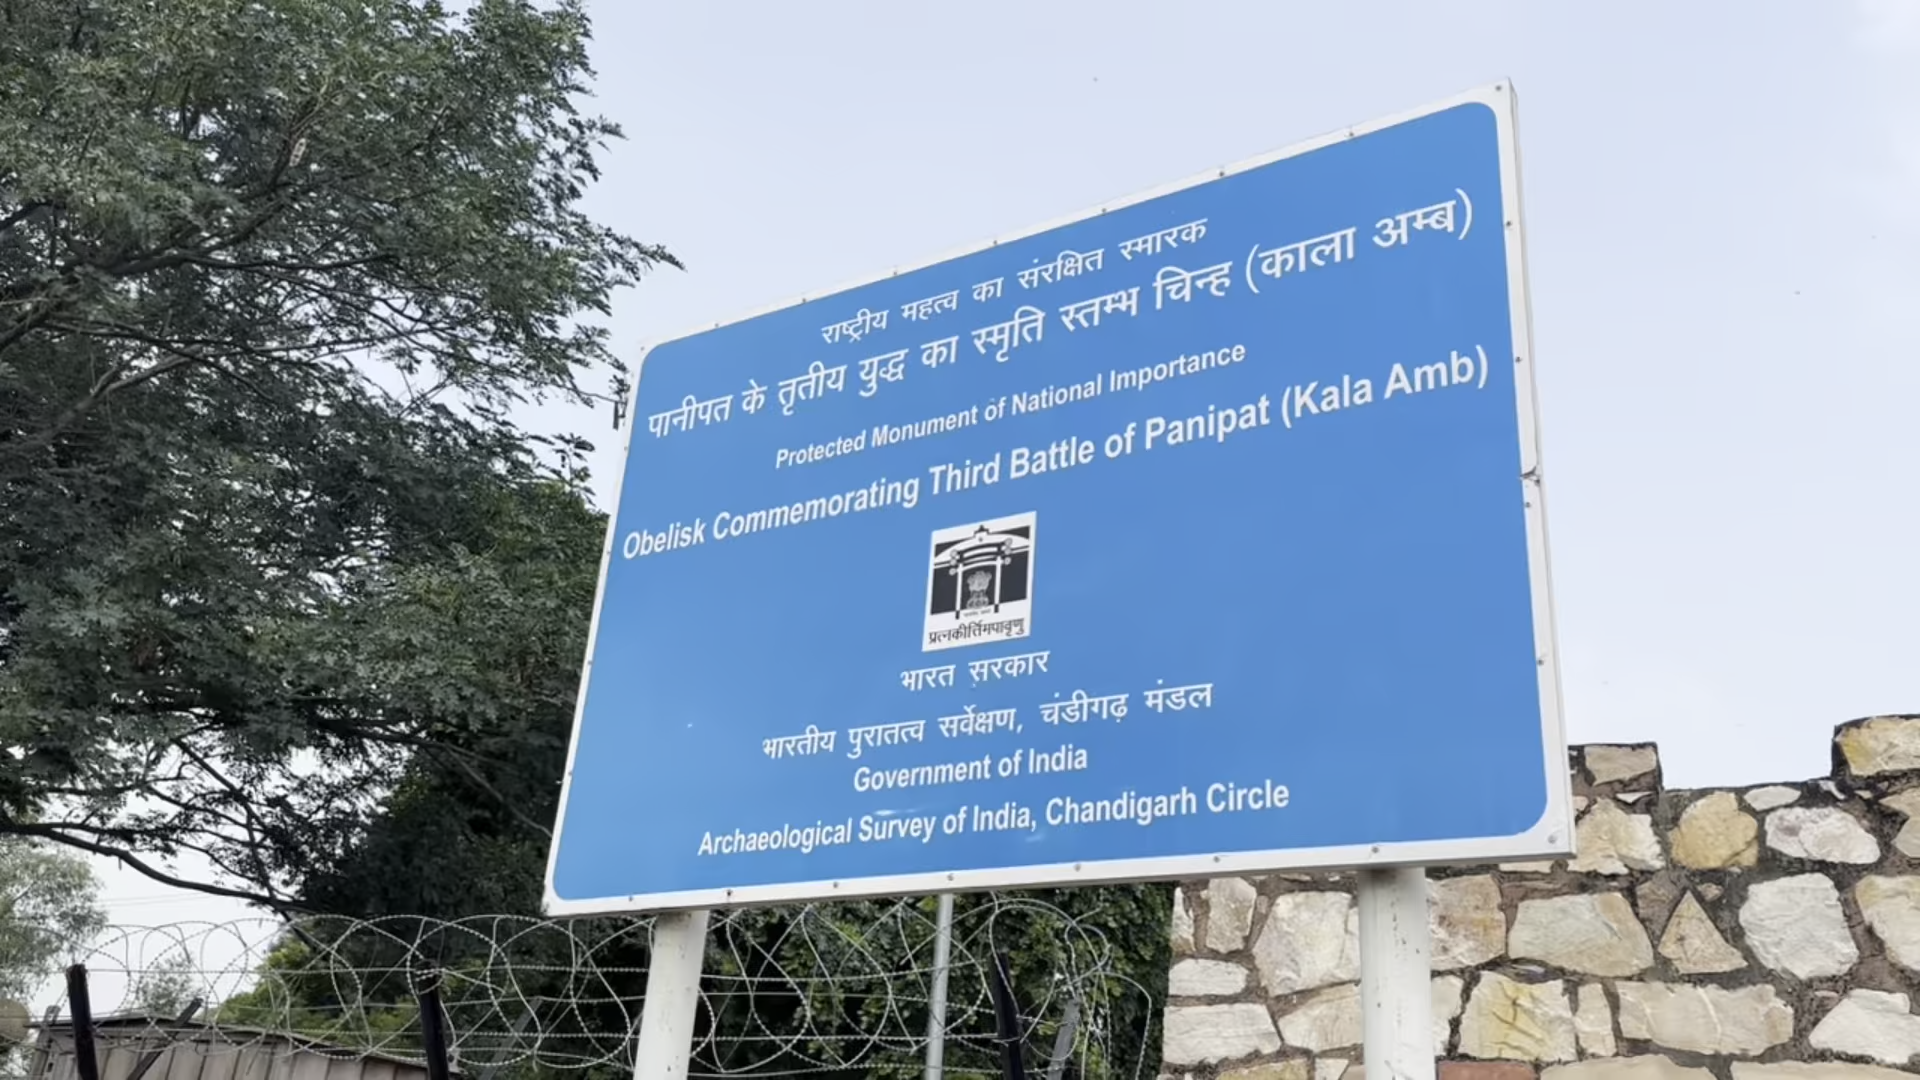 राष्ट्रीय महत्व का संरक्षित स्मारक
पानीपत के तृतीय युद्ध का स्मृति स्तम्भ चिन्ह (काला अम्ब)
Protected Monument of National Importance
Obelisk Commemorating Third Battle of Panipat (Kala Amb)
प्रत्नकीर्त्तिमपावृणु
भारत सरकार
भारतीय पुरातत्व सर्वेक्षण, चंडीगढ़ मंडल
Government of India
Archaeological Survey of India, Chandigarh Circle